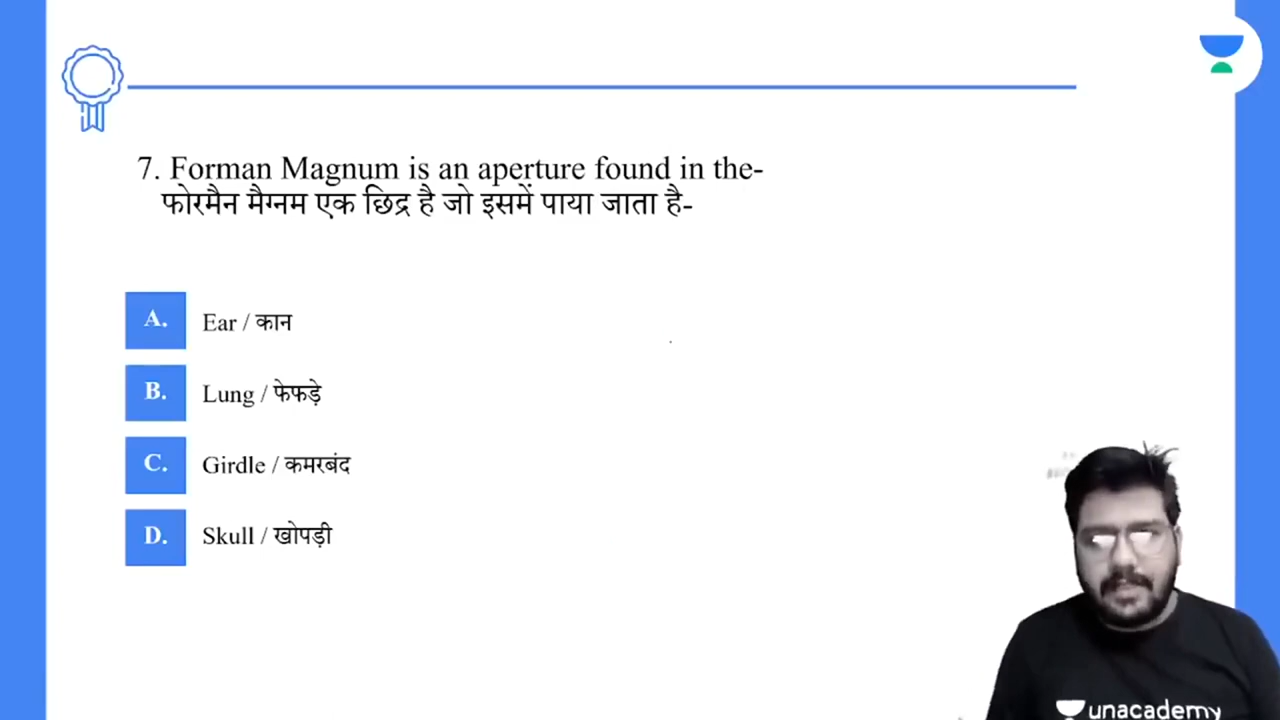 7. Forman Magnum is an aperture found in the-
फोरमैन मैग्नम एक छिद्र है जो इसमें पाया जाता है-
A. Ear / कान
B. Lung / फेफड़े
C. Girdle / कमरबंद
D. Skull / खोपड़ी
unacademy